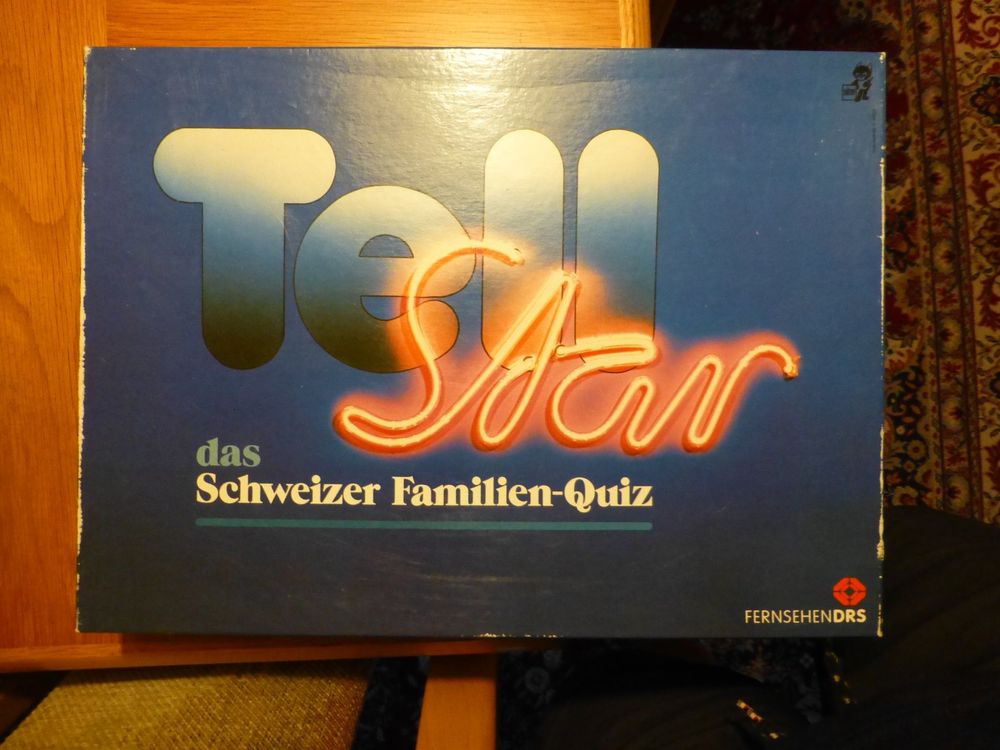 Tell
Star
das
Schweizer Familien-Quiz
FERNSEHENDRS